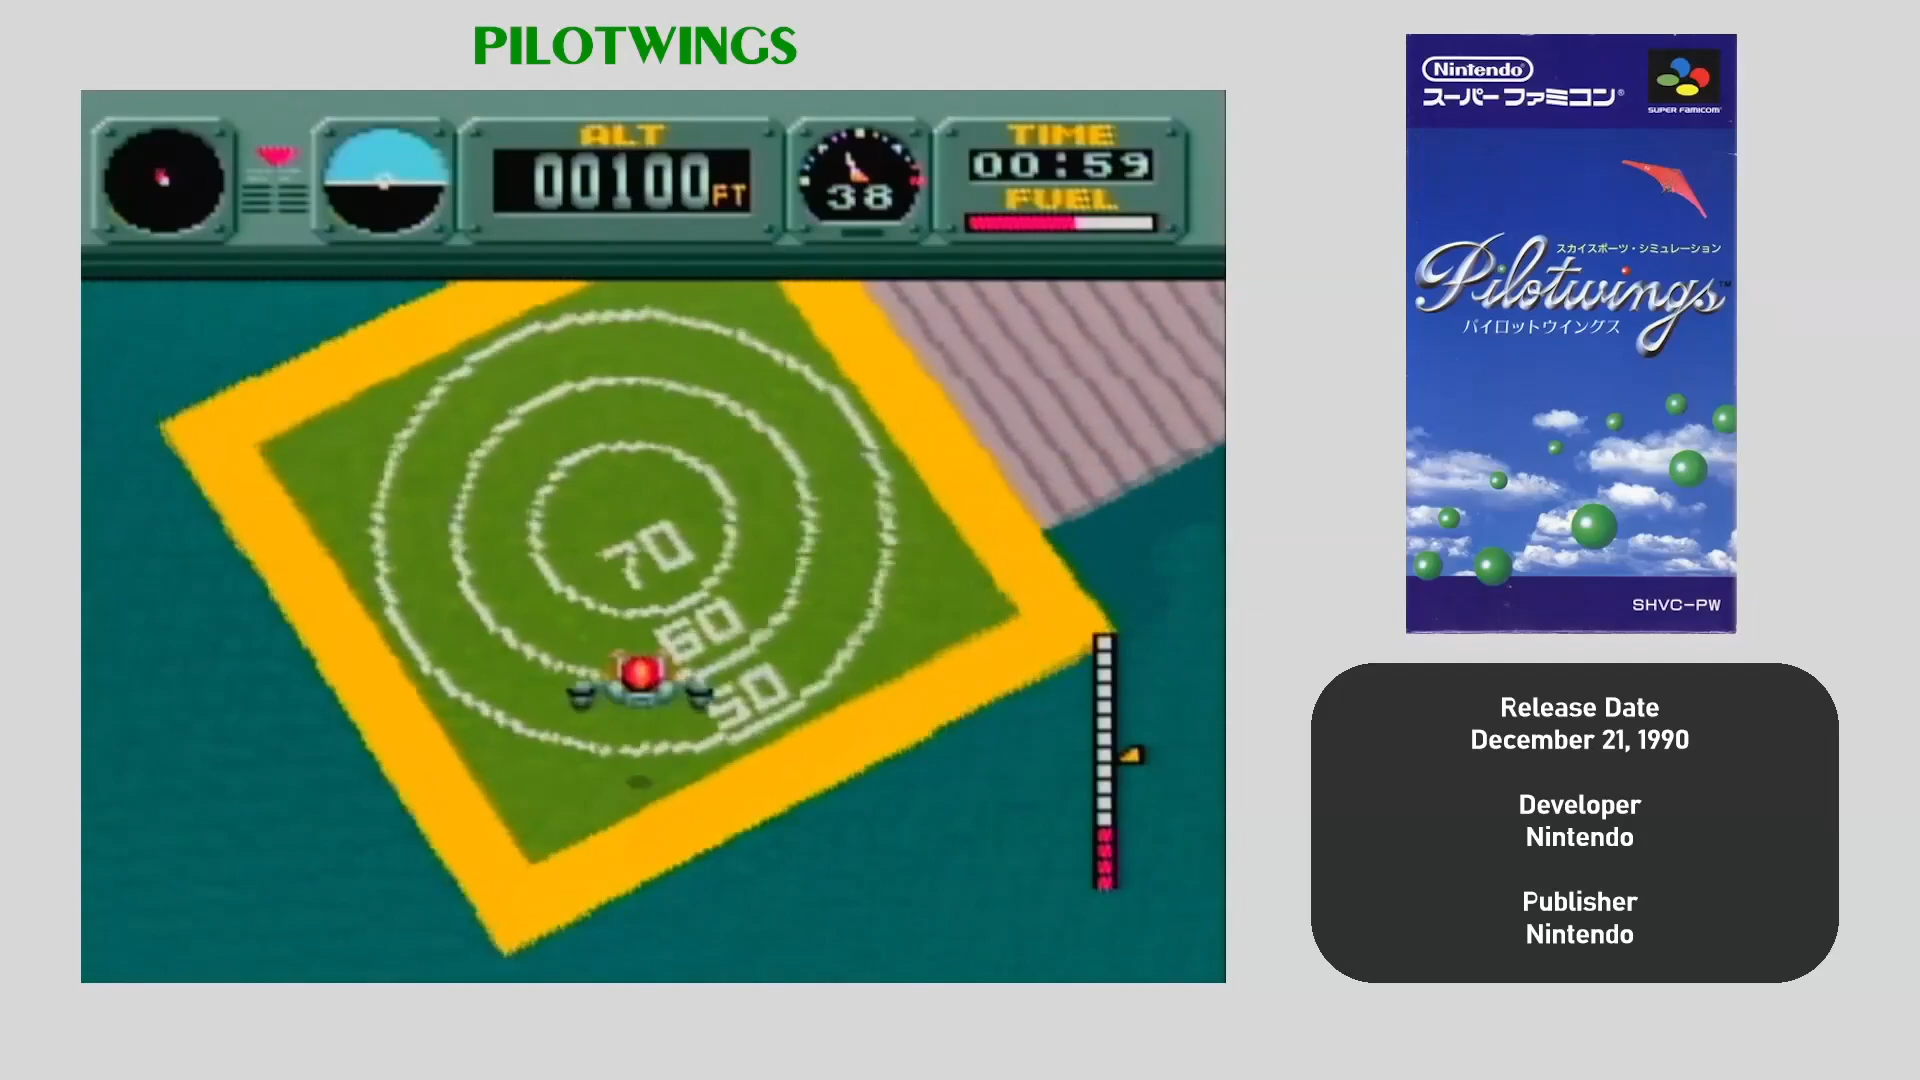 PILOTWINGS
ALT
00100FT
38
TIME
00:59
FUEL
70
60
50
Nintendo
スーパーファミコン®
SUPER FAMICOM
スカイスポーツ・シミュレーション
Pilotwings™
パイロットウイングス
SHVC-PW
Release Date
December 21, 1990
Developer
Nintendo
Publisher
Nintendo